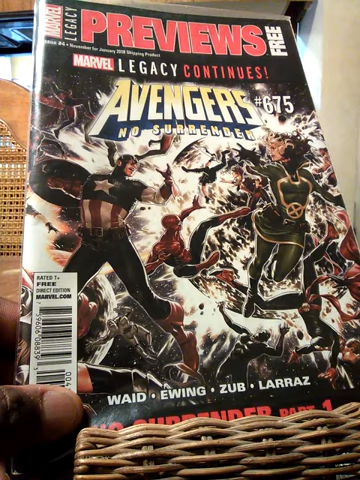 MARVEL
LEGACY
PREVIEWS
FREE
Issue #4 • November for January 2018 Shipping Product
MARVEL LEGACY CONTINUES!
AVENGERS
#675
NO SURRENDER
RATED T+
FREE
DIRECT EDITION
MARVEL.COM
WAID • EWING • ZUB • LARRAZ
SURRENDER PART 1